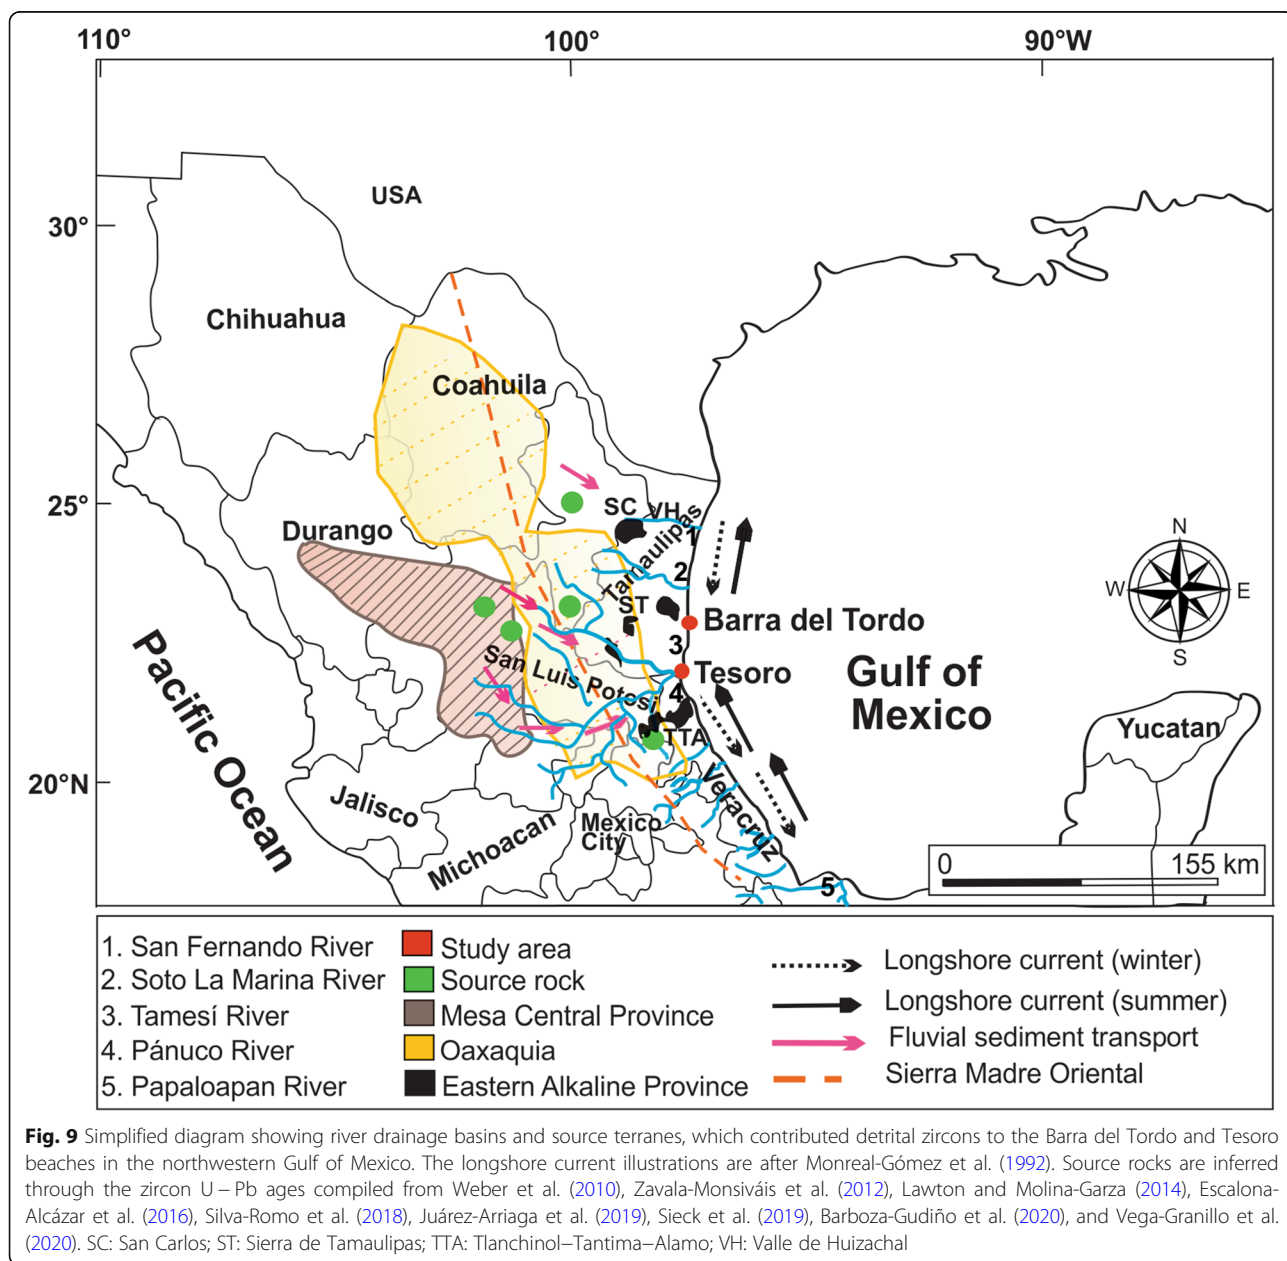 110°
100°
90°W
USA
30°
Chihuahua
Coahuila
25°
SC
VH
Durango
Tamaulipas
1
2
N
W
E
S
ST
Barra del Tordo
3
San Luis Potosi
Tesoro
4
Gulf of
Mexico
Pacific Ocean
TTA
Yucatan
20°N
Veracruz
Jalisco
Michoacan
Mexico
City
5
0
155 km
1. San Fernando River
2. Soto La Marina River
3. Tamesí River
4. Pánuco River
5. Papaloapan River
Study area
Source rock
Mesa Central Province
Oaxaquia
Eastern Alkaline Province
Longshore current (winter)
Longshore current (summer)
Fluvial sediment transport
Sierra Madre Oriental
Fig. 9 Simplified diagram showing river drainage basins and source terranes, which contributed detrital zircons to the Barra del Tordo and Tesoro
beaches in the northwestern Gulf of Mexico. The longshore current illustrations are after Monreal-Gómez et al. (1992). Source rocks are inferred
through the zircon U − Pb ages compiled from Weber et al. (2010), Zavala-Monsiváis et al. (2012), Lawton and Molina-Garza (2014), Escalona-
Alcázar et al. (2016), Silva-Romo et al. (2018), Juárez-Arriaga et al. (2019), Sieck et al. (2019), Barboza-Gudiño et al. (2020), and Vega-Granillo et al.
(2020). SC: San Carlos; ST: Sierra de Tamaulipas; TTA: Tlanchinol–Tantima–Alamo; VH: Valle de Huizachal